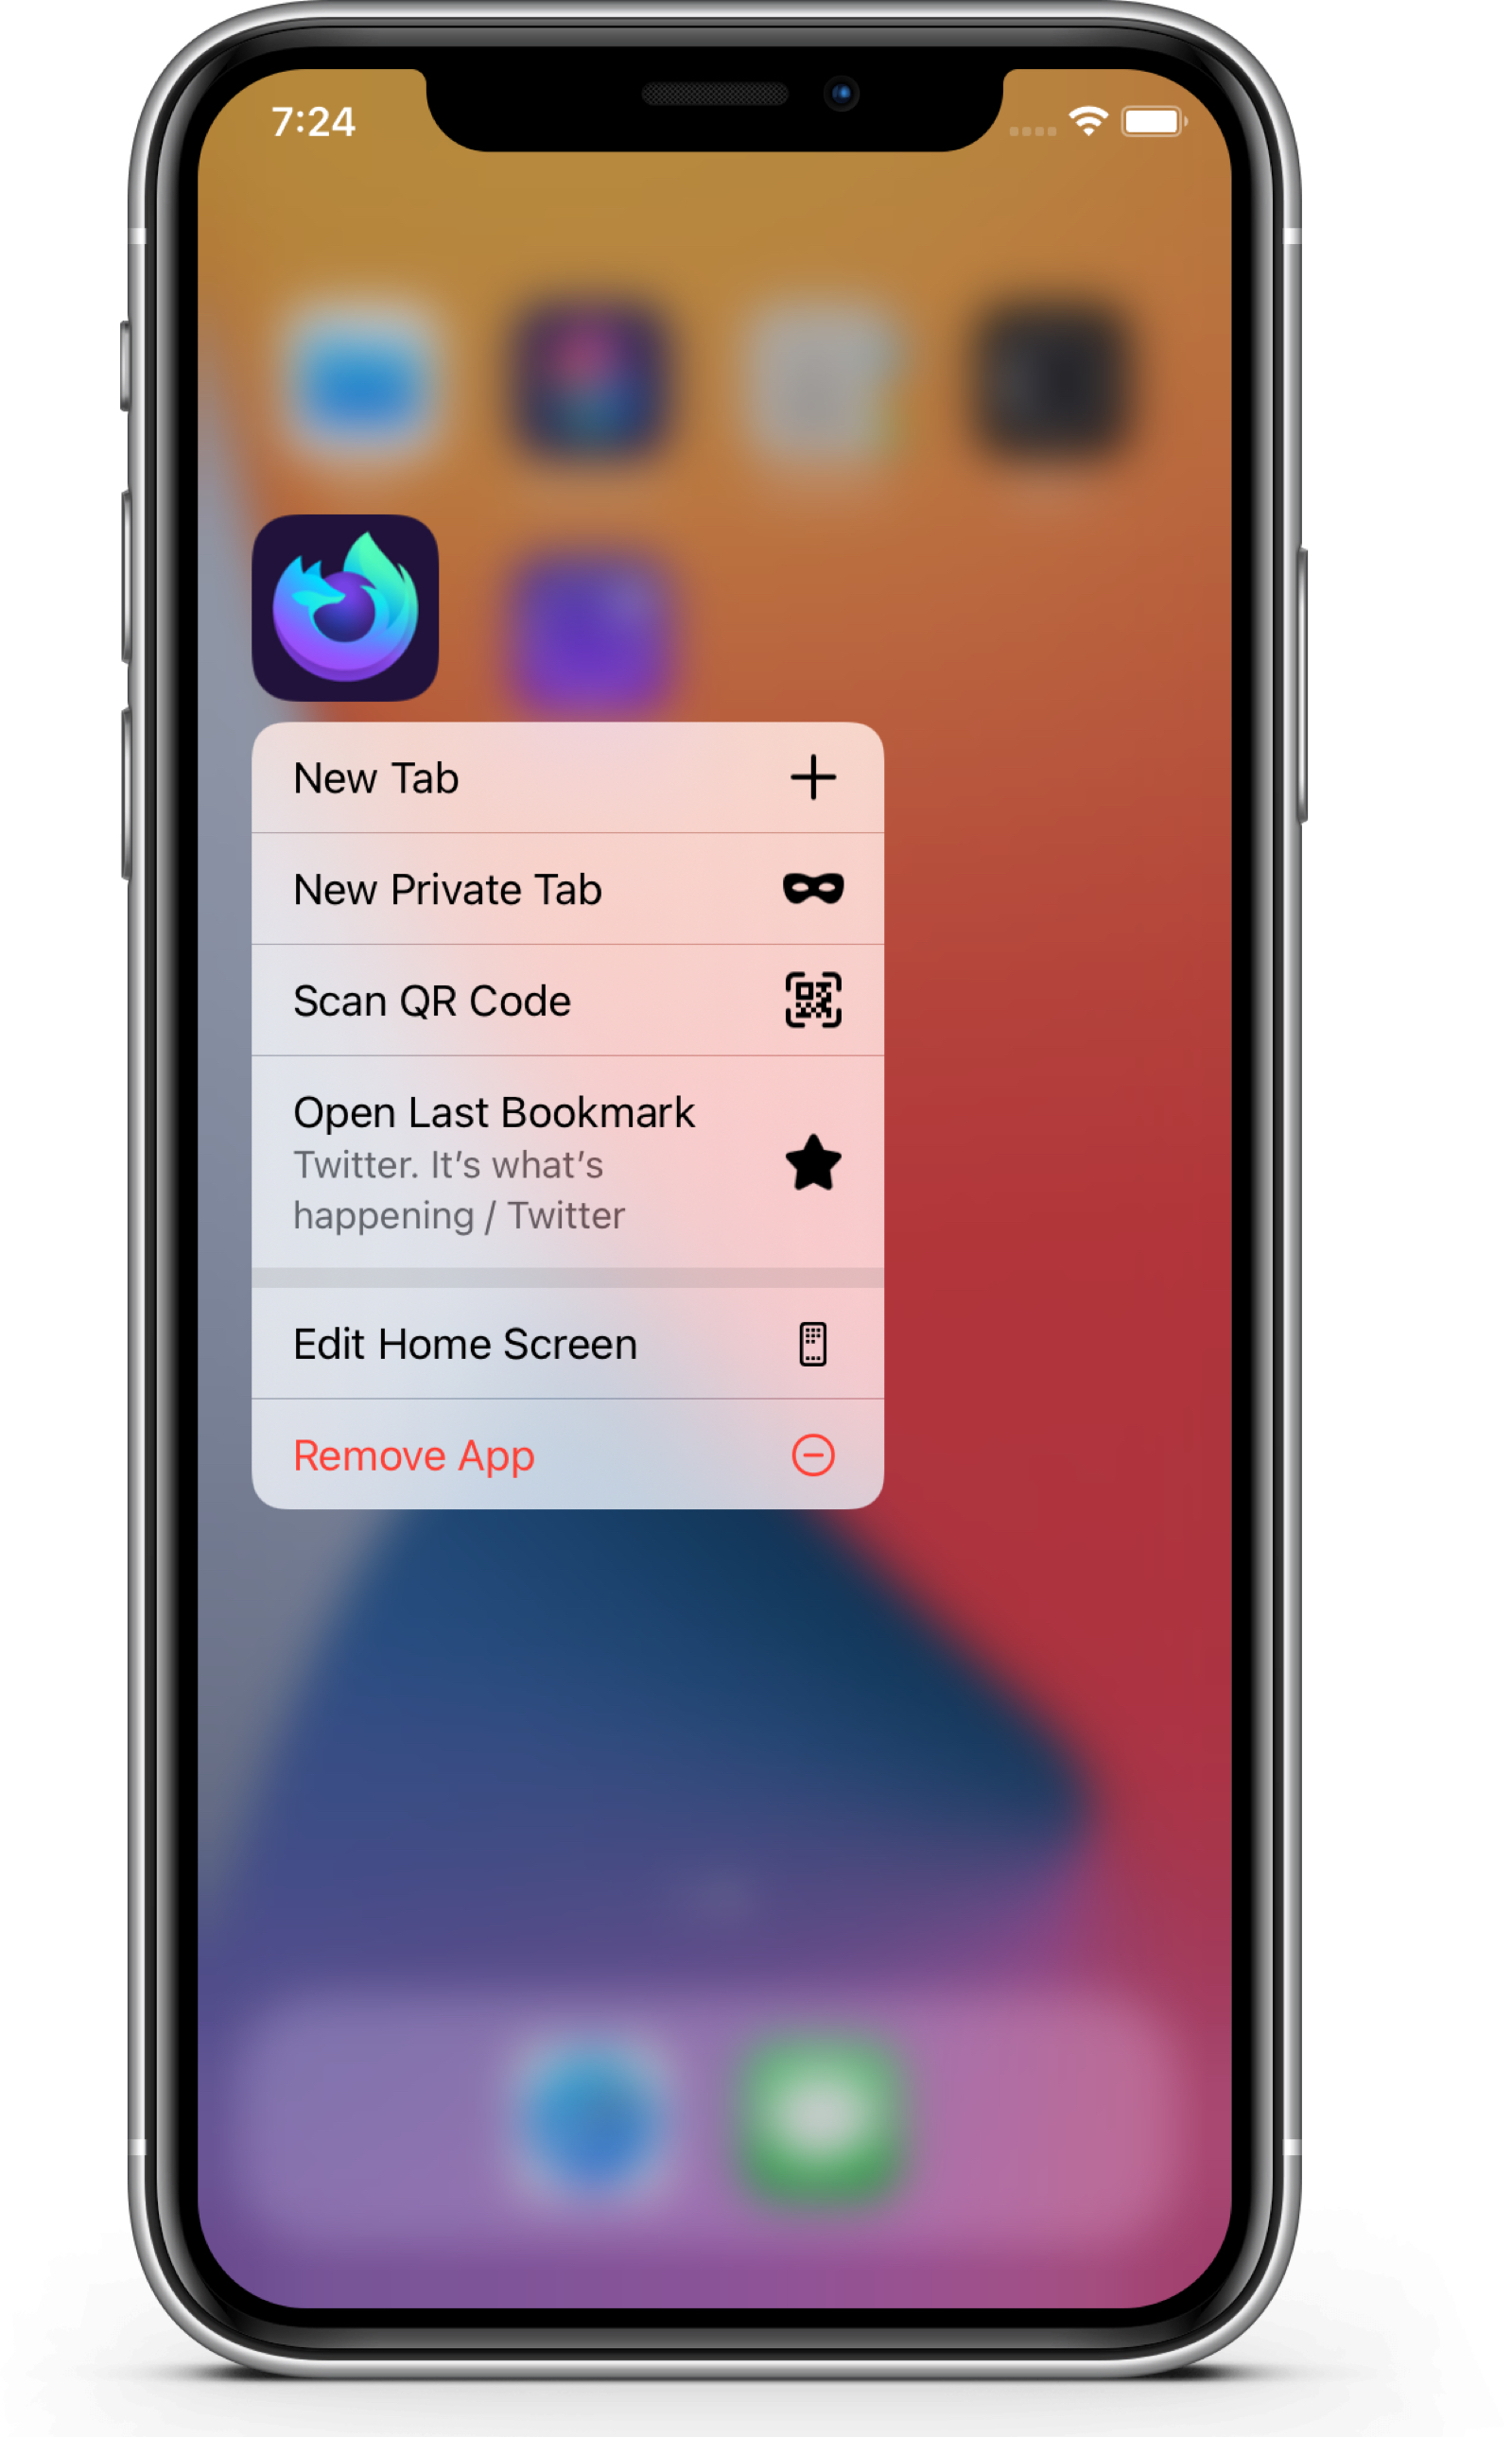 7:24
New Tab
New Private Tab
Scan QR Code
Open Last Bookmark
Twitter. It’s what’s
happening / Twitter
Edit Home Screen
Remove App